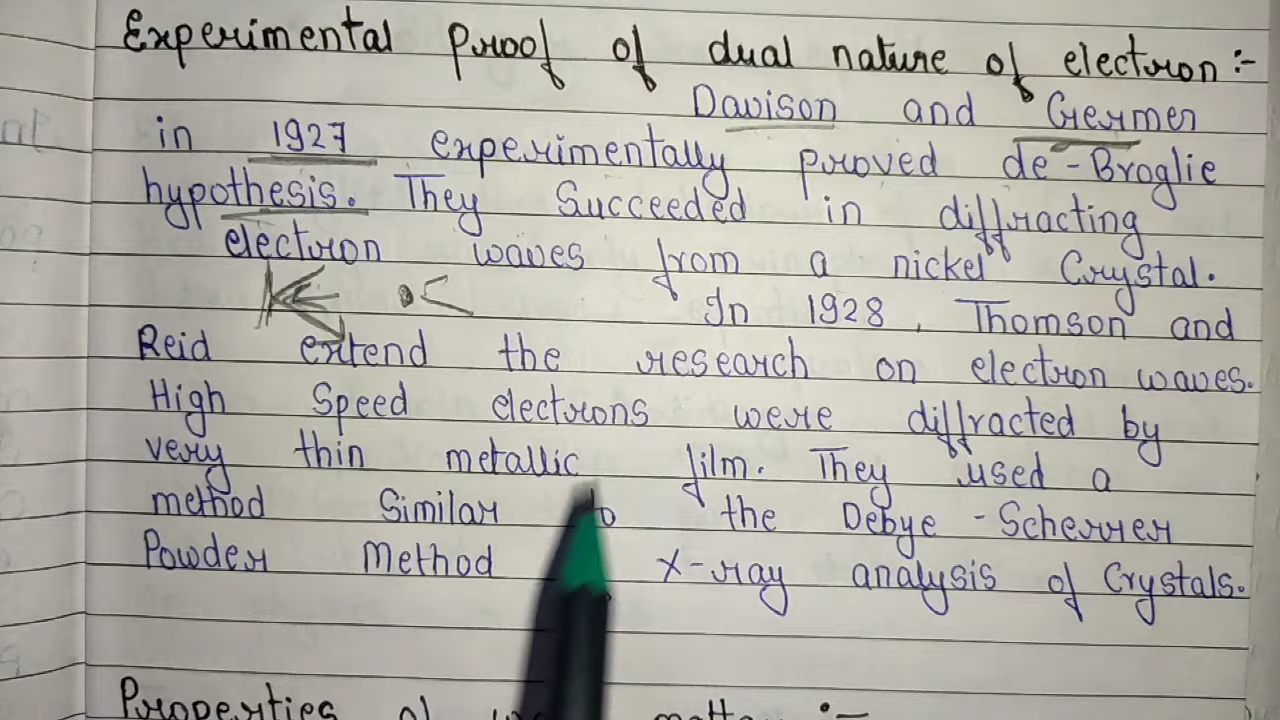 Experimental proof of dual nature of electron :-
Davison and Germer
in 1927 experimentally proved de-Broglie
hypothesis. They Succeeded in diffracting
electron waves from a nickel Crystal.
In 1928, Thomson and
Reid extend the research on electron waves.
High Speed electrons were diffracted by
very thin metallic film. They used a
method Similar to the Debye - Scherrer
Powder Method X-ray analysis of Crystals.
Properties of :-